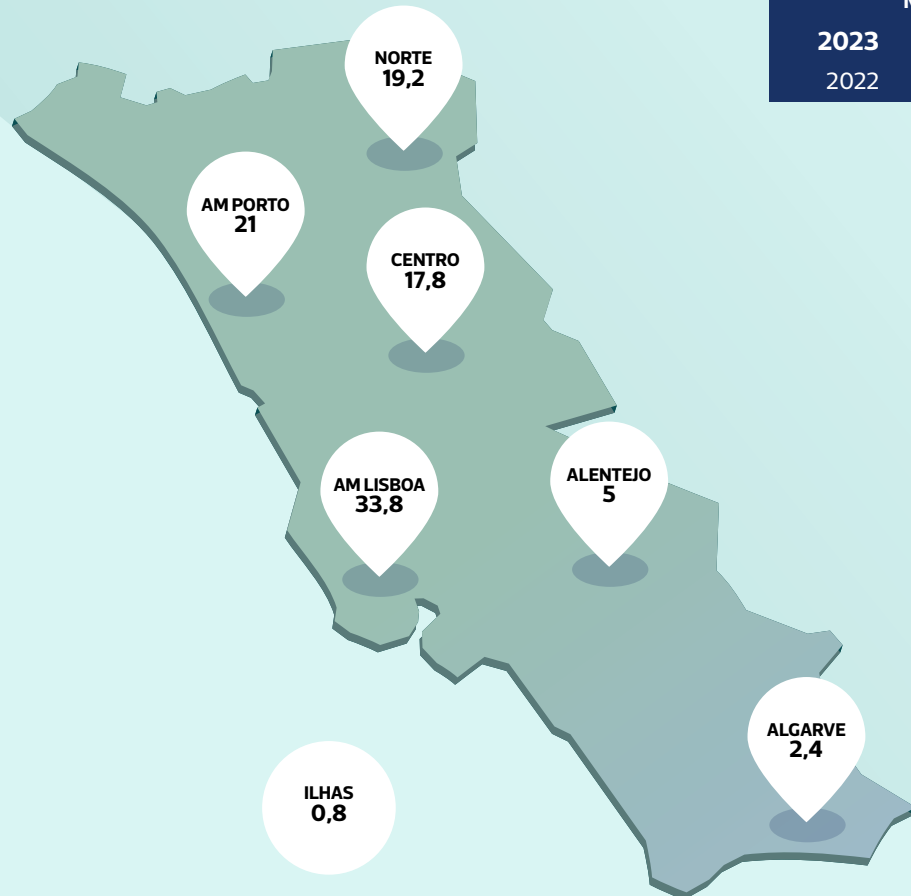 2023
2022
NORTE
19,2
AM PORTO
21
CENTRO
17,8
AM LISBOA
33,8
ALENTEJO
5
ALGARVE
2,4
ILHAS
0,8